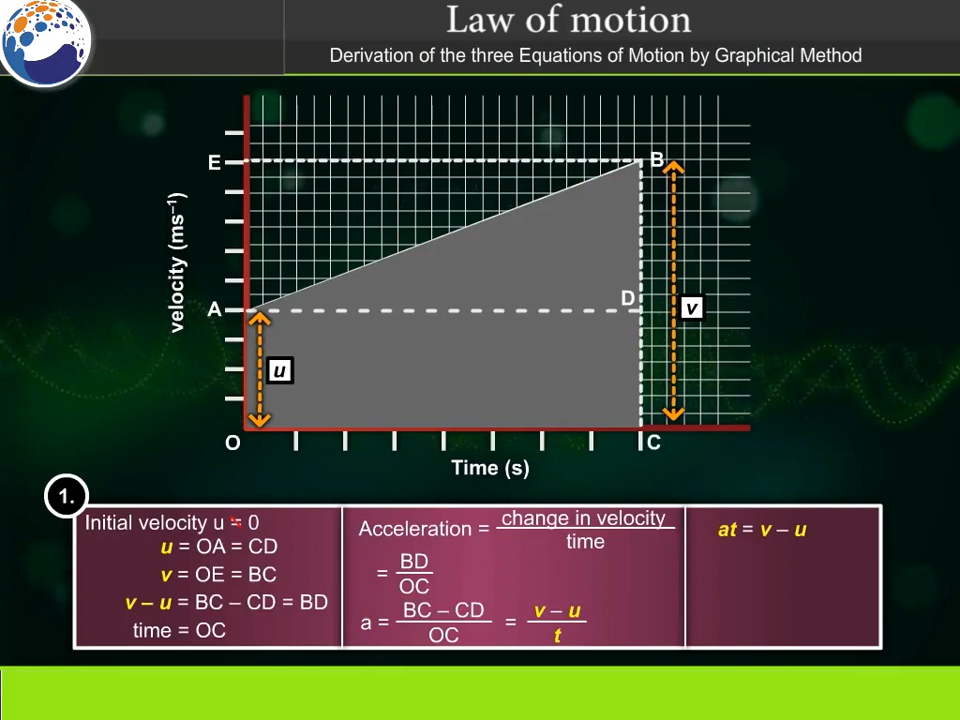 Law of motion
Derivation of the three Equations of Motion by Graphical Method
E
B
velocity (ms⁻¹)
A
D
v
u
O
C
Time (s)
1.
Initial velocity u ≠ 0
u = OA = CD
v = OE = BC
v – u = BC – CD = BD
time = OC
Acceleration = change in velocity / time
= BD / OC
a = BC – CD / OC = v – u / t
at = v – u